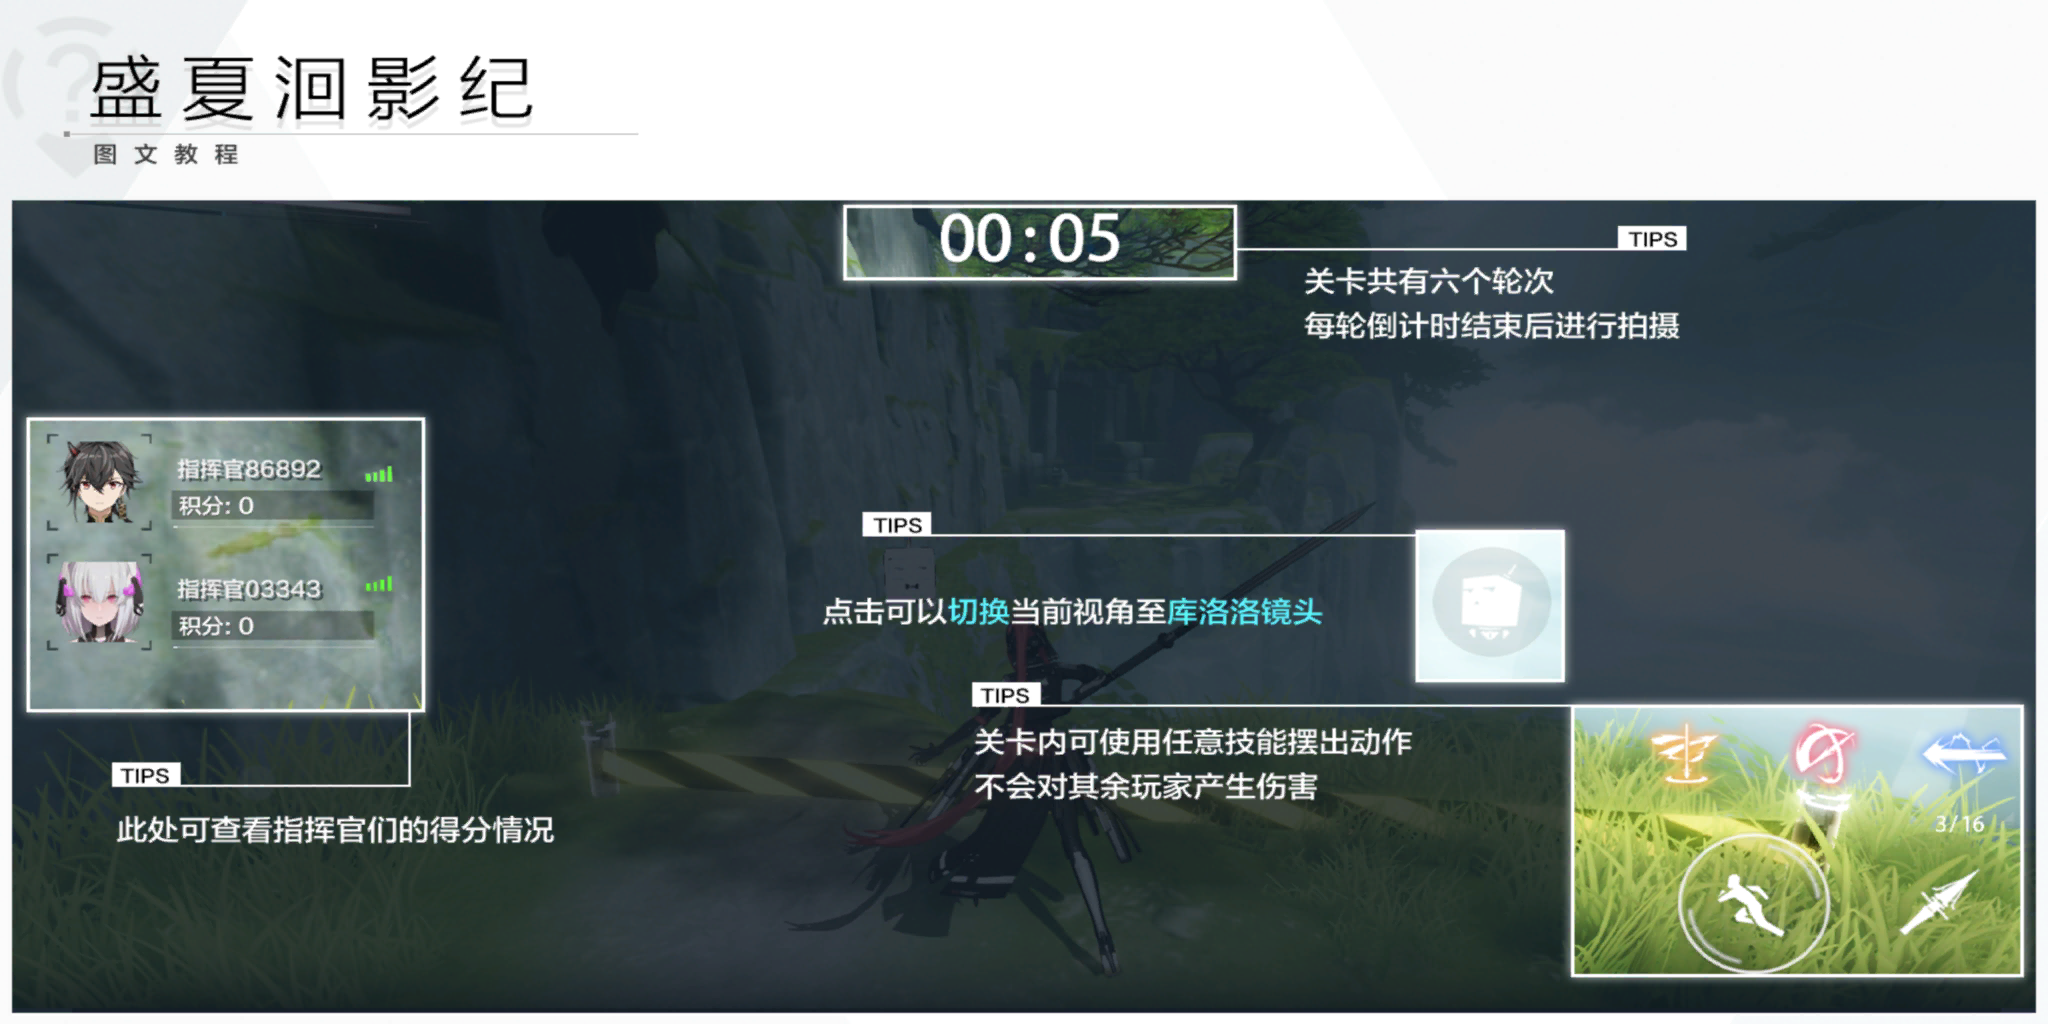 盛夏洄影纪
图文教程
00:05
TIPS
关卡共有六个轮次
每轮倒计时结束后进行拍摄
指挥官86892
积分: 0
指挥官03343
积分: 0
TIPS
点击可以切换当前视角至库洛洛镜头
TIPS
关卡内可使用任意技能摆出动作
不会对其余玩家产生伤害
3/16
TIPS
此处可查看指挥官们的得分情况